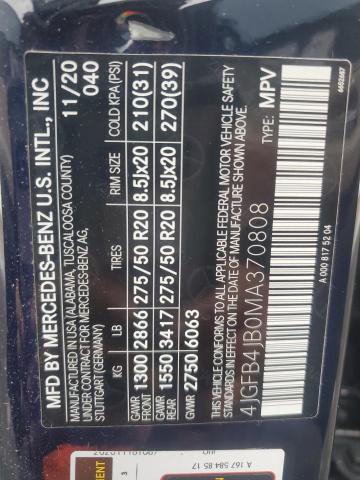 MFD BY MERCEDES-BENZ U.S. INTL., INC
MANUFACTURED IN USA (ALABAMA, TUSCALOOSA COUNTY) 11/20
UNDER CONTRACT FOR MERCEDES-BENZ AG, 040
STUTTGART (GERMANY)
KG LB TIRES RIM SIZE COLD KPA (PSI)
GAWR FRONT 1300 2866 275/50 R20 8.5Jx20 210(31)
GAWR REAR 1550 3417 275/50 R20 8.5Jx20 270(39)
GVWR 2750 6063
THIS VEHICLE CONFORMS TO ALL APPLICABLE FEDERAL MOTOR VEHICLE SAFETY
STANDARDS IN EFFECT ON THE DATE OF MANUFACTURE SHOWN ABOVE.
4JGFB4JB0MA370808 TYPE: MPV
A 000 817 52 04
A 167 584 85 17
3